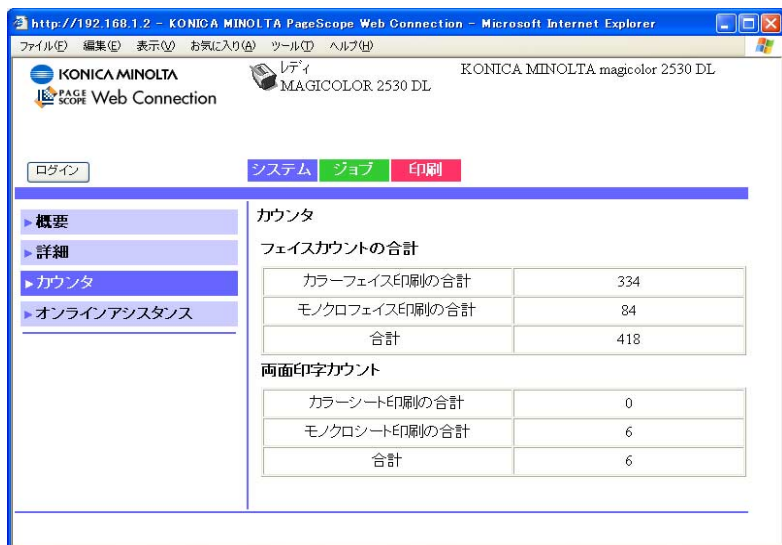 http://192.168.1.2 - KONICA MINOLTA PageScope Web Connection - Microsoft Internet Explorer
ファイル(F) 編集(E) 表示(V) お気に入り(A) ツール(T) ヘルプ(H)
KONICA MINOLTA
PAGE SCOPE Web Connection
レディ
MAGICOLOR 2530 DL
KONICA MINOLTA magicolor 2530 DL
ログイン
システム ジョブ 印刷
概要
詳細
カウンタ
オンラインアシスタンス
カウンタ
フェイスカウントの合計
カラーフェイス印刷の合計 334
モノクロフェイス印刷の合計 84
合計 418
両面印字カウント
カラーシート印刷の合計 0
モノクロシート印刷の合計 6
合計 6